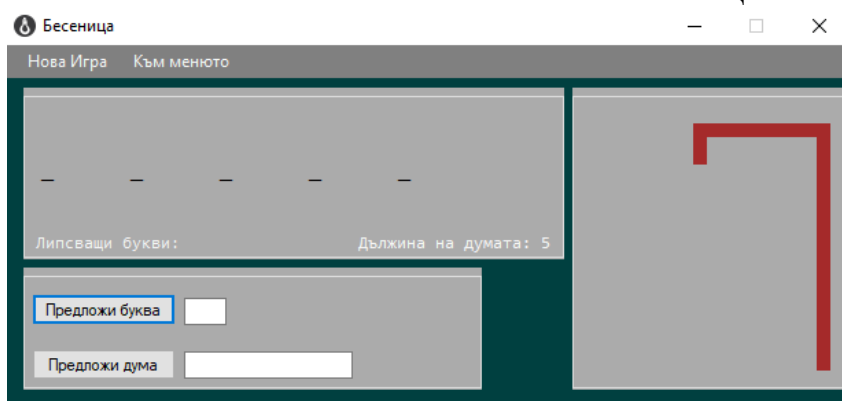 Бесеница
Нова Игра Към менюто
_ _ _ _ _
Липсващи букви: Дължина на думата: 5
Предложи буква
Предложи дума